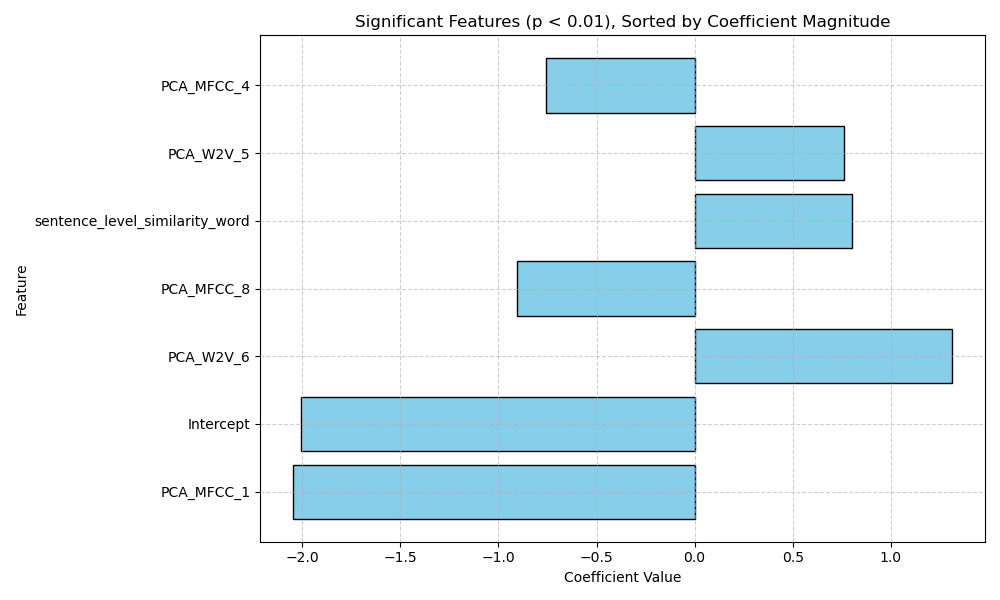 Significant Features (p < 0.01), Sorted by Coefficient Magnitude
Feature
PCA_MFCC_4
PCA_W2V_5
sentence_level_similarity_word
PCA_MFCC_8
PCA_W2V_6
Intercept
PCA_MFCC_1
−2.0 −1.5 −1.0 −0.5 0.0 0.5 1.0
Coefficient Value